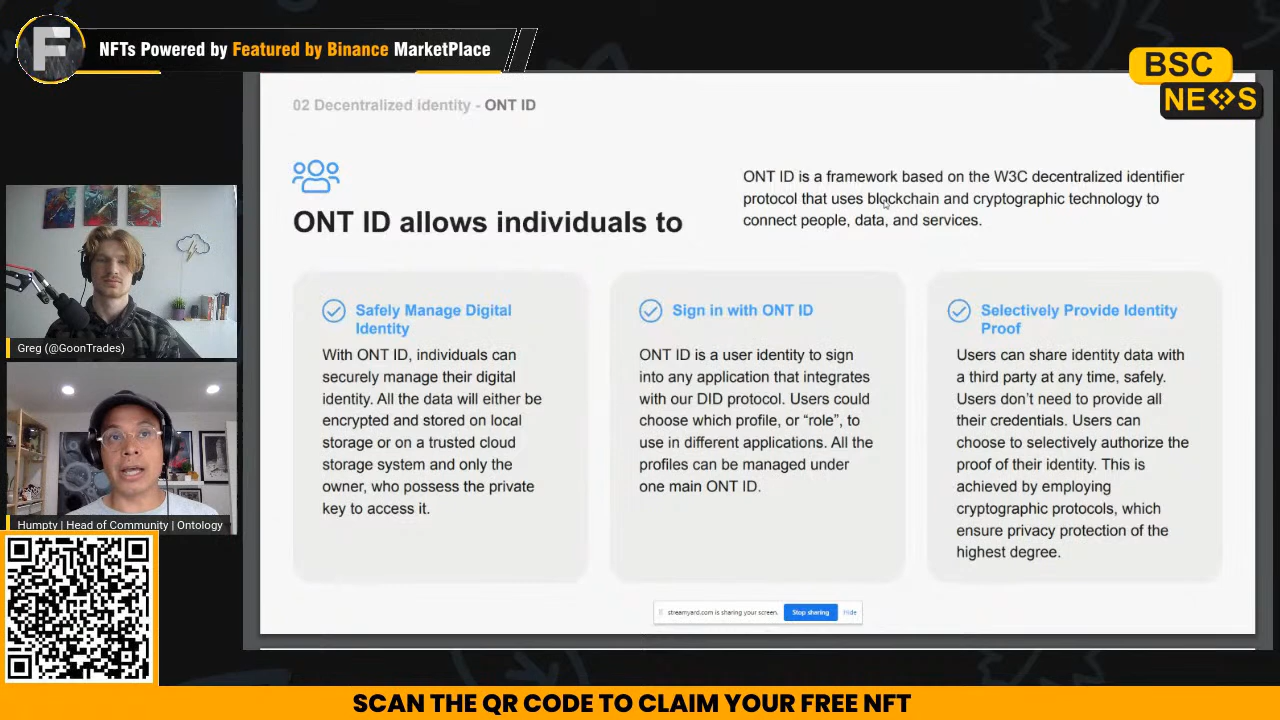 F
NFTs Powered by Featured by Binance MarketPlace
BSC
NEWS
02 Decentralized identity - ONT ID
ONT ID allows individuals to
ONT ID is a framework based on the W3C decentralized identifier
protocol that uses blockchain and cryptographic technology to
connect people, data, and services.
Safely Manage Digital
Identity
With ONT ID, individuals can
securely manage their digital
identity. All the data will either be
encrypted and stored on local
storage or on a trusted cloud
storage system and only the
owner, who possess the private
key to access it.
Sign in with ONT ID
ONT ID is a user identity to sign
into any application that integrates
with our DID protocol. Users could
choose which profile, or “role”, to
use in different applications. All the
profiles can be managed under
one main ONT ID.
Selectively Provide Identity
Proof
Users can share identity data with
a third party at any time, safely.
Users don’t need to provide all
their credentials. Users can
choose to selectively authorize the
proof of their identity. This is
achieved by employing
cryptographic protocols, which
ensure privacy protection of the
highest degree.
Greg (@GoonTrades)
Humpty | Head of Community | Ontology
streamyard.com is sharing your screen.
Stop sharing
Hide
SCAN THE QR CODE TO CLAIM YOUR FREE NFT